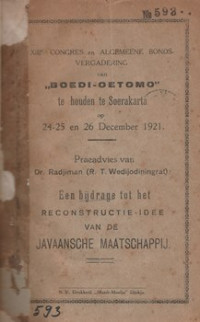 No 593
CONGRES en ALGEMEENE BONDS-
VERGADERING
van
„BOEDI-OETOMO”
te houden te Soerakarta
op
24-25 en 26 December 1921.
Praeadvies van
Dr. Radjiman (R. T. Wedijodiningrat):
Een bijdrage tot het
RECONSTRUCTIE-IDEE
VAN DE
JAVAANSCHE MAATSCHAPPIJ
593